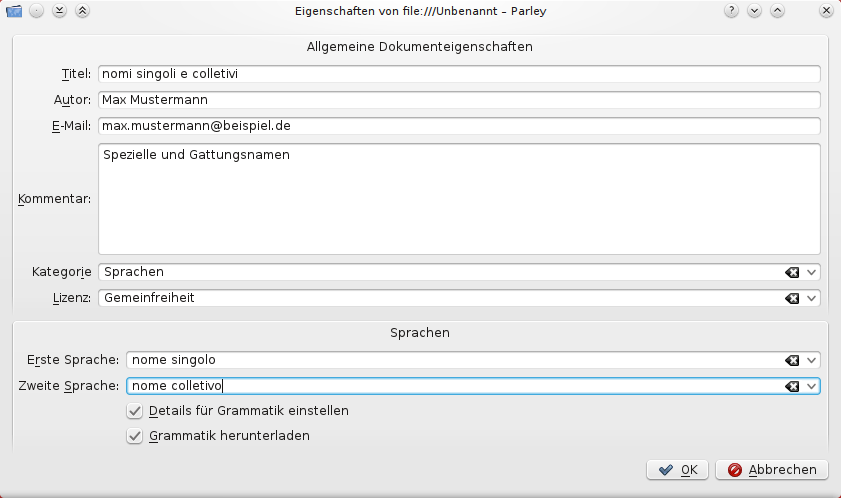 Eigenschaften von file:///Unbenannt – Parley
Allgemeine Dokumenteigenschaften
Titel: nomi singoli e colletivi
Autor: Max Mustermann
E-Mail: max.mustermann@beispiel.de
Kommentar: Spezielle und Gattungsnamen
Kategorie Sprachen
Lizenz: Gemeinfreiheit
Sprachen
Erste Sprache: nome singolo
Zweite Sprache: nome colletivo
Details für Grammatik einstellen
Grammatik herunterladen
OK Abbrechen